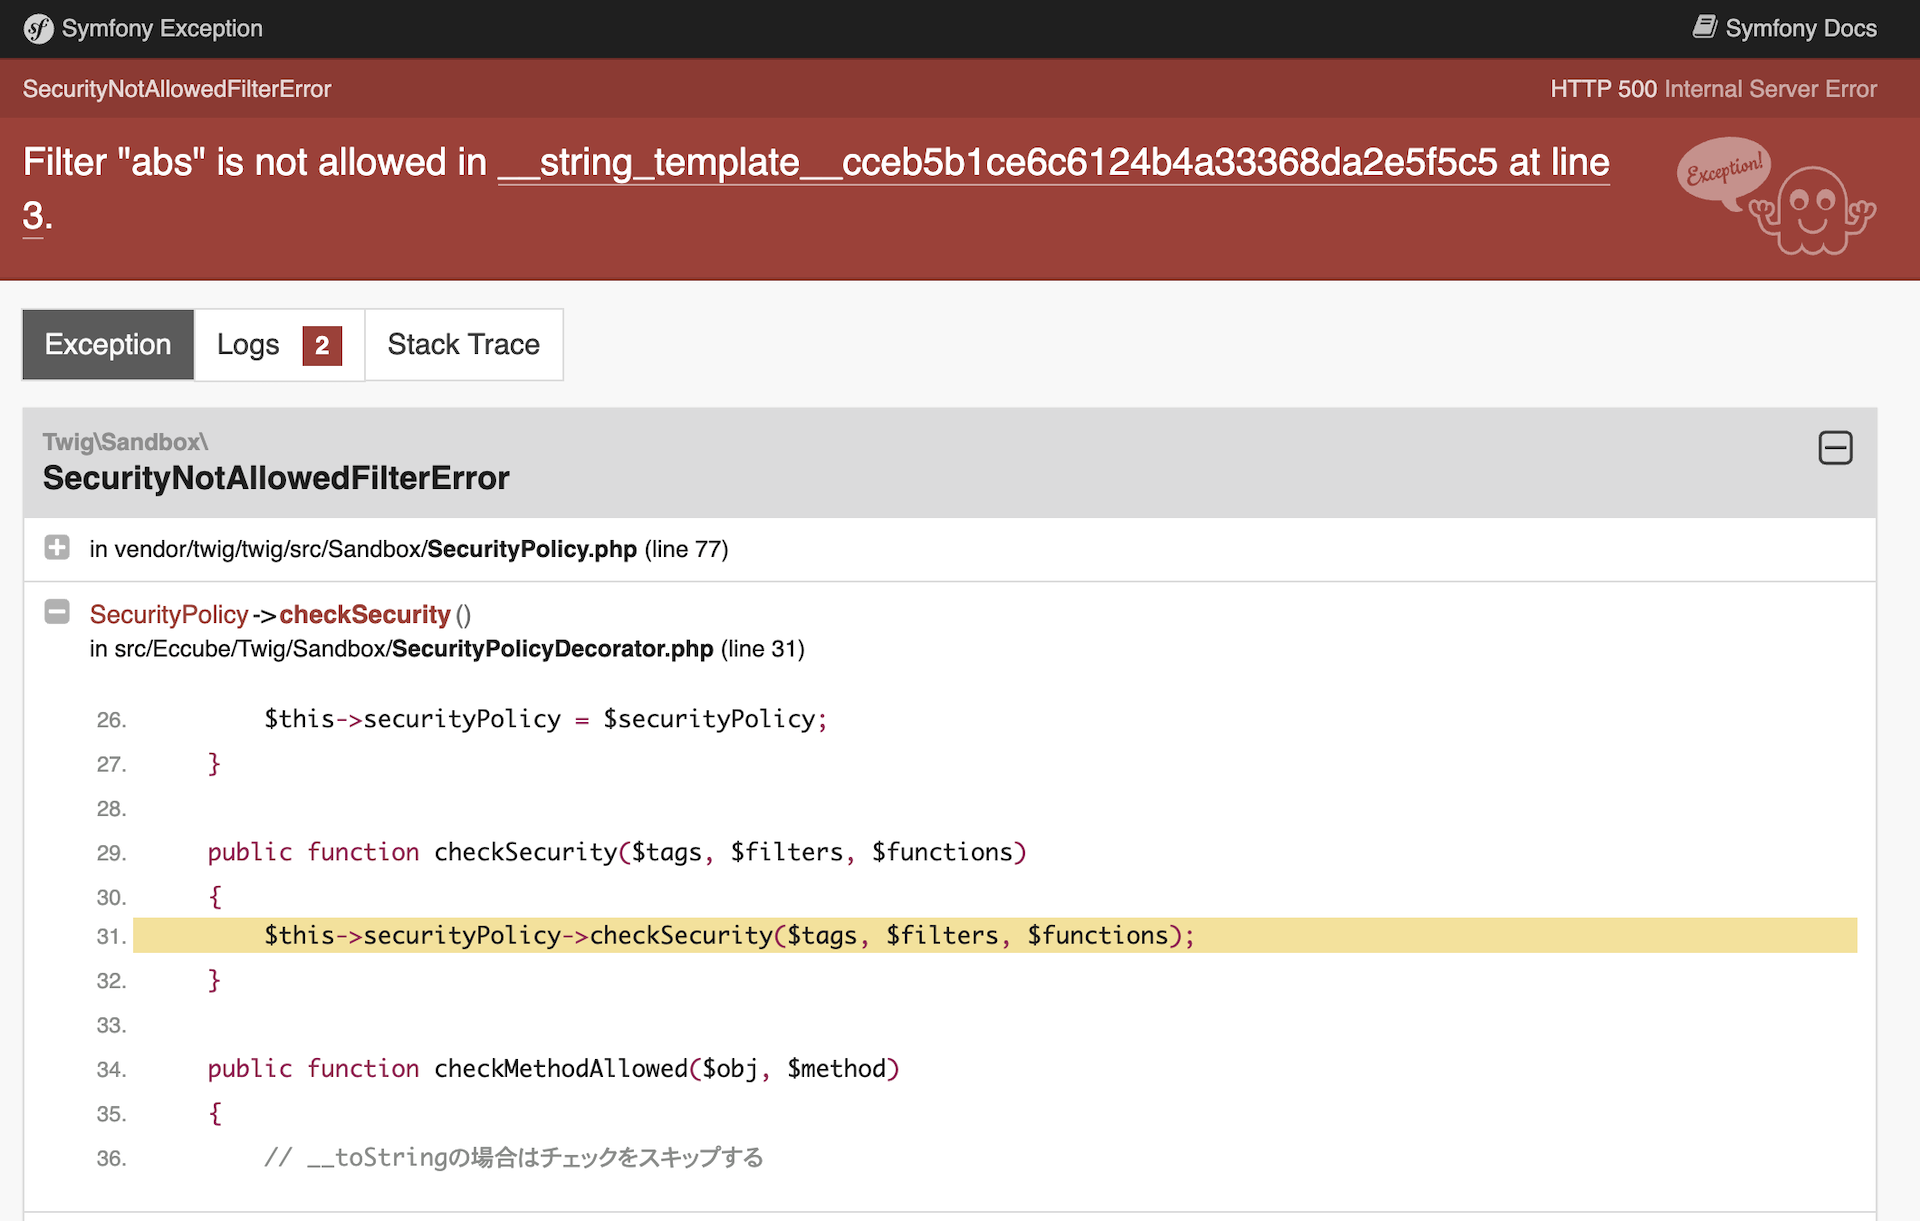 Symfony Exception
Symfony Docs
SecurityNotAllowedFilterError
HTTP 500 Internal Server Error
Filter "abs" is not allowed in __string_template__cceb5b1ce6c6124b4a33368da2e5f5c5 at line
3.
Exception!
Exception
Logs 2
Stack Trace
Twig\Sandbox\
SecurityNotAllowedFilterError
in vendor/twig/twig/src/Sandbox/SecurityPolicy.php (line 77)
SecurityPolicy->checkSecurity()
in src/Eccube/Twig/Sandbox/SecurityPolicyDecorator.php (line 31)
26. $this->securityPolicy = $securityPolicy;
27. }
28.
29. public function checkSecurity($tags, $filters, $functions)
30. {
31. $this->securityPolicy->checkSecurity($tags, $filters, $functions);
32. }
33.
34. public function checkMethodAllowed($obj, $method)
35. {
36. // __toStringの場合はチェックをスキップする